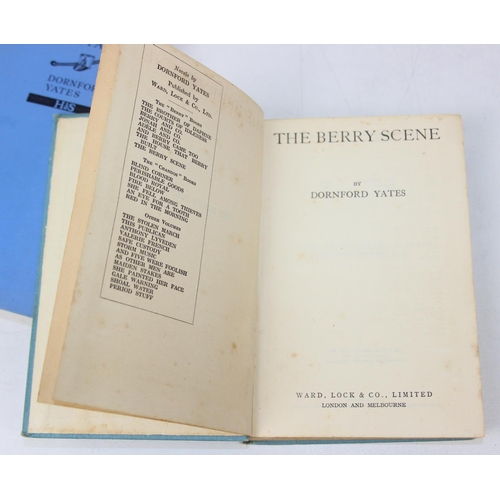 DORNFORD
YATES
H&S
Novels by
DORNFORD YATES
Published by
WARD, LOCK & CO., LTD.
THE "BERRY" BOOKS
THE BROTHER OF DAPHNE
THE COURTS OF IDLENESS
BERRY AND CO.
JONAH AND CO.
ADÈLE AND CO.
AND BERRY CAME TOO
THE HOUSE THAT BERRY
BUILT
THE BERRY SCENE
THE "CHANDOS" BOOKS
BLIND CORNER
PERISHABLE GOODS
BLOOD ROYAL
FIRE BELOW
SHE FELL AMONG THIEVES
AN EYE FOR A TOOTH
RED IN THE MORNING
OTHER VOLUMES
THE STOLEN MARCH
THIS PUBLICAN
ANTHONY LYVEDEN
VALERIE FRENCH
SAFE CUSTODY
STORM MUSIC
AND FIVE WERE FOOLISH
AS OTHER MEN ARE
MAIDEN STAKES
SHE PAINTED HER FACE
GALE WARNING
SHOAL WATER
PERIOD STUFF
THE BERRY SCENE
BY
DORNFORD YATES
WARD, LOCK & CO., LIMITED
LONDON AND MELBOURNE